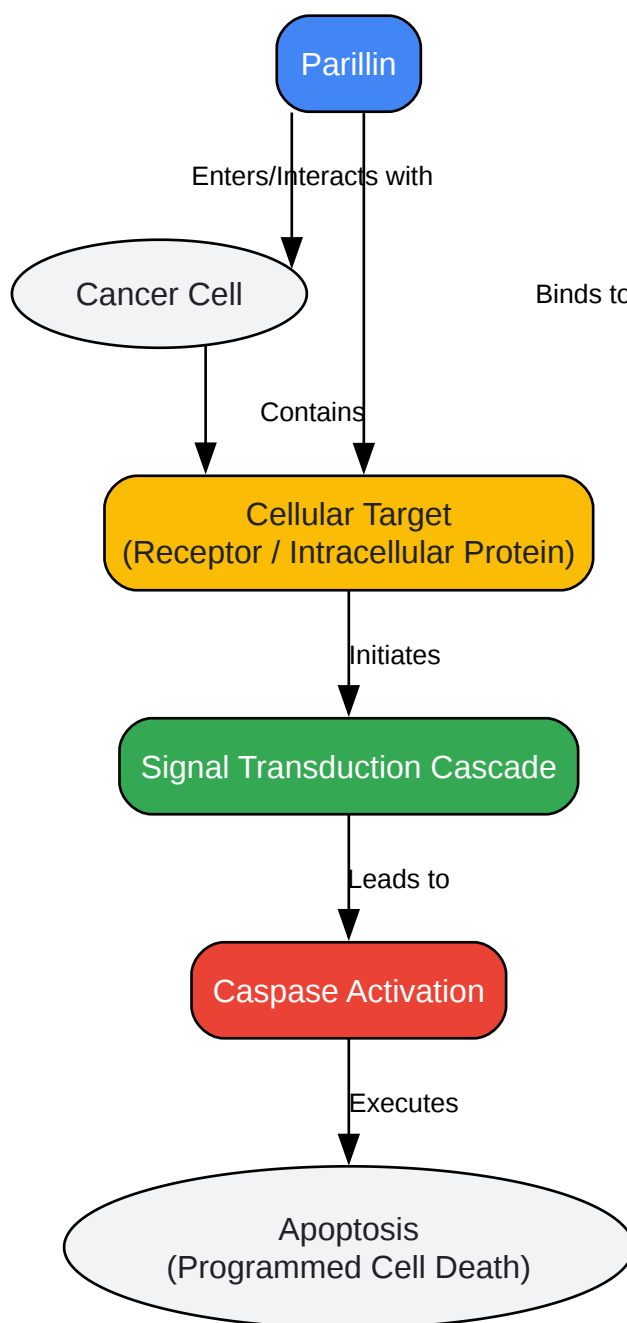 Parillin
Enters/Interacts with
Cancer Cell
Binds to
Contains
Cellular Target
(Receptor / Intracellular Protein)
Initiates
Signal Transduction Cascade
Leads to
Caspase Activation
Executes
Apoptosis
(Programmed Cell Death)